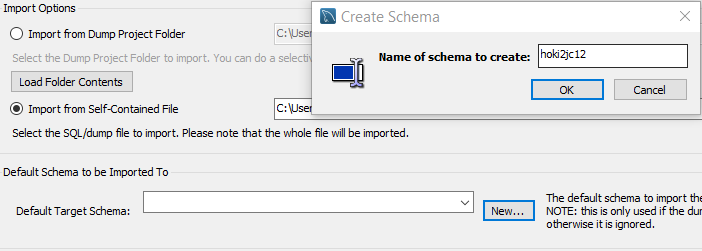 Import Options
Import from Dump Project Folder
C:\User
Select the Dump Project Folder to import. You can do a selectiv
Load Folder Contents
Import from Self-Contained File
C:\User
Select the SQL/dump file to import. Please note that the whole file will be imported.
Create Schema
Name of schema to create:
hoki2jc12
OK
Cancel
Default Schema to be Imported To
Default Target Schema:
New...
The default schema to import the
NOTE: this is only used if the dum
otherwise it is ignored.